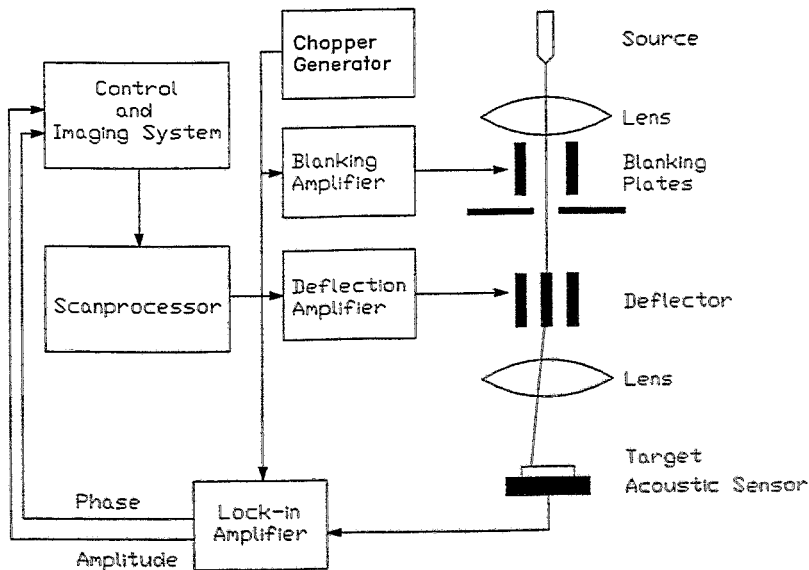 Chopper
Generator
Source
Control
and
Imaging System
Lens
Blanking
Amplifier
Blanking
Plates
Scanprocessor
Deflection
Amplifier
Deflector
Lens
Target
Acoustic Sensor
Phase
Lock-in
Amplifier
Amplitude